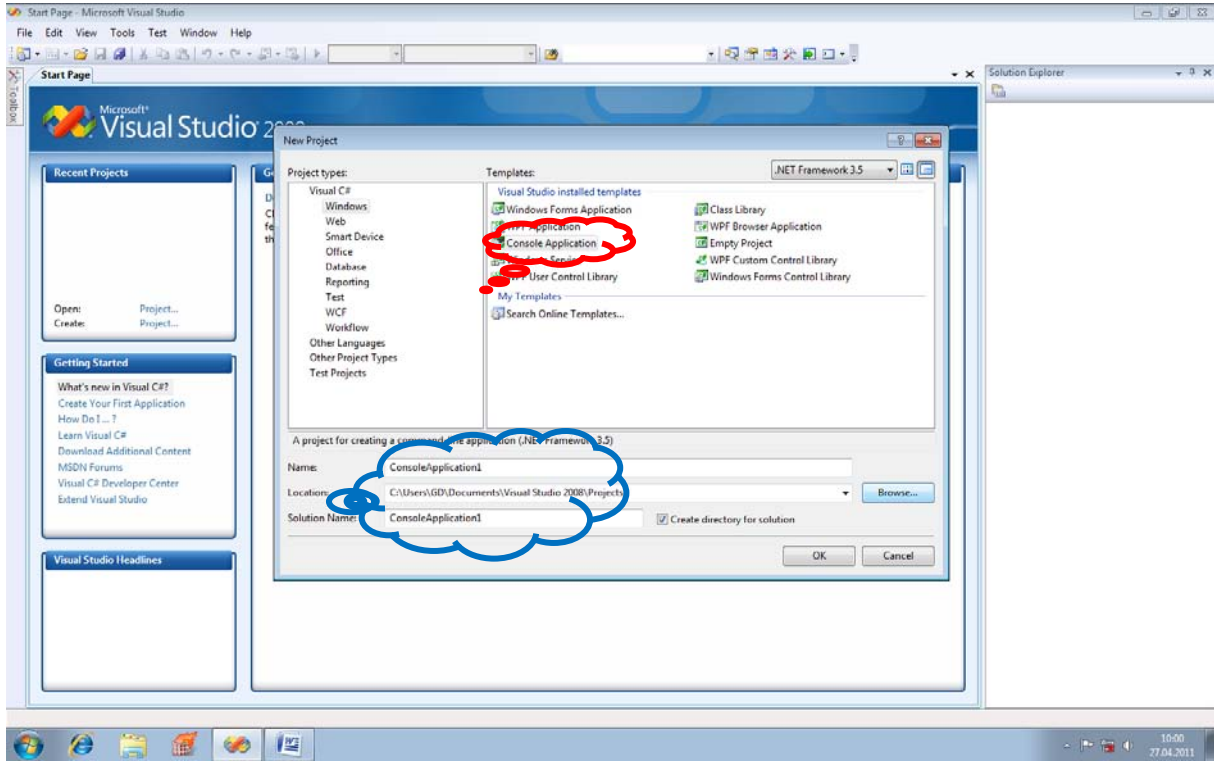 Start Page - Microsoft Visual Studio
File Edit View Tools Test Window Help
Start Page
Solution Explorer
Toolbox
Microsoft®
Visual Studio
New Project
Recent Projects
Open: Project...
Create: Project...
Getting Started
What's new in Visual C#?
Create Your First Application
How Do I ... ?
Learn Visual C#
Download Additional Content
MSDN Forums
Visual C# Developer Center
Extend Visual Studio
Visual Studio Headlines
Project types:
Visual C#
Windows
Web
Smart Device
Office
Database
Reporting
Test
WCF
Workflow
Other Languages
Other Project Types
Test Projects
Templates:
.NET Framework 3.5
Visual Studio installed templates
Windows Forms Application
Class Library
WPF Application
WPF Browser Application
Console Application
Empty Project
Windows Service
WPF Custom Control Library
WPF User Control Library
Windows Forms Control Library
My Templates
Search Online Templates...
A project for creating a command-line application (.NET Framework 3.5)
Name: ConsoleApplication1
Location: C:\Users\GD\Documents\Visual Studio 2008\Projects
Browse...
Solution Name: ConsoleApplication1
Create directory for solution
OK Cancel
10:00
27.04.2011